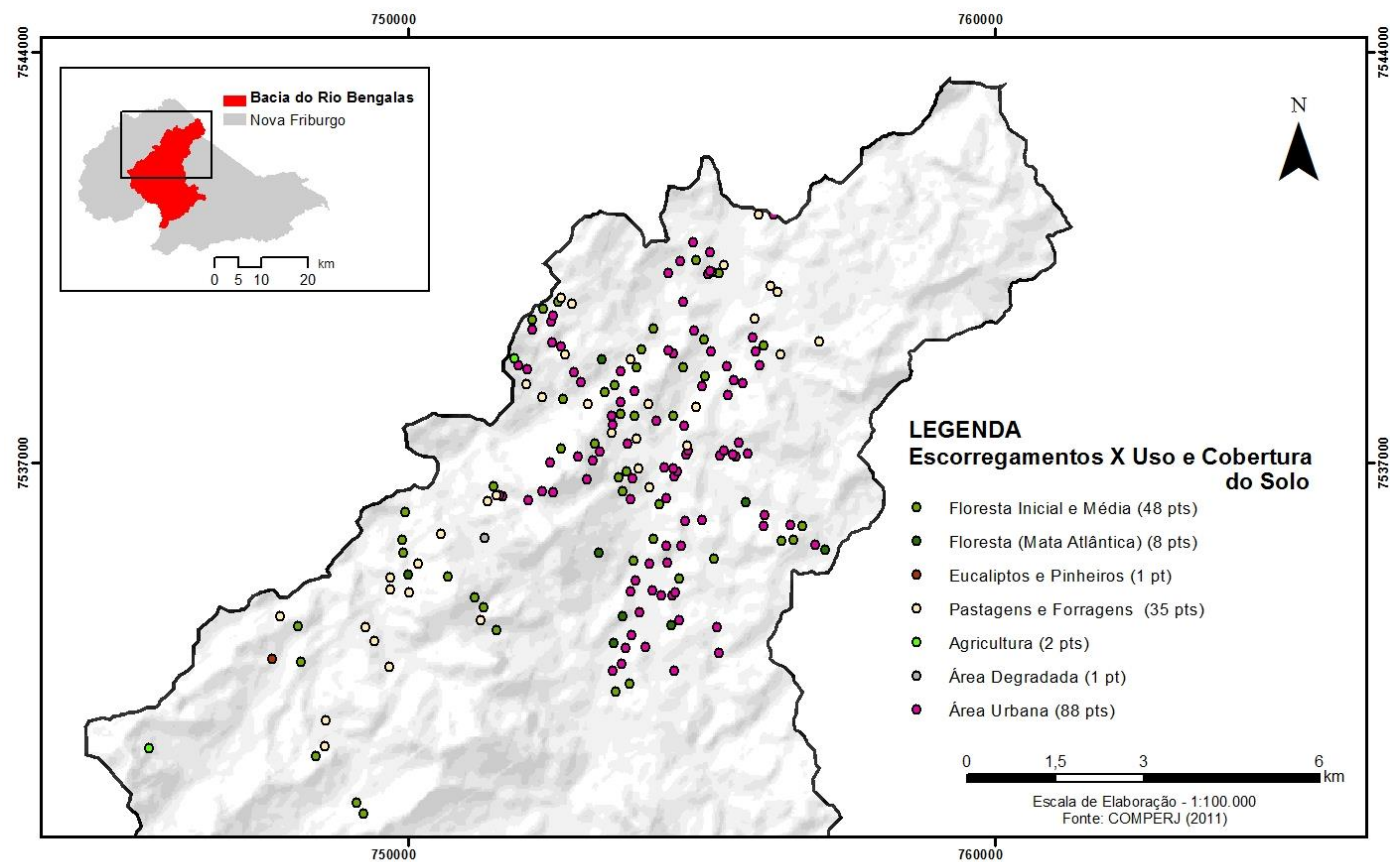 750000
760000
7544000
7544000
Bacia do Rio Bengalas
Nova Friburgo
km
0 5 10 20
N
7537000
7537000
LEGENDA
Escorregamentos X Uso e Cobertura
do Solo
Floresta Inicial e Média (48 pts)
Floresta (Mata Atlântica) (8 pts)
Eucaliptos e Pinheiros (1 pt)
Pastagens e Forragens (35 pts)
Agricultura (2 pts)
Área Degradada (1 pt)
Área Urbana (88 pts)
0 1,5 3 6
km
Escala de Elaboração - 1:100.000
Fonte: COMPERJ (2011)
750000
760000